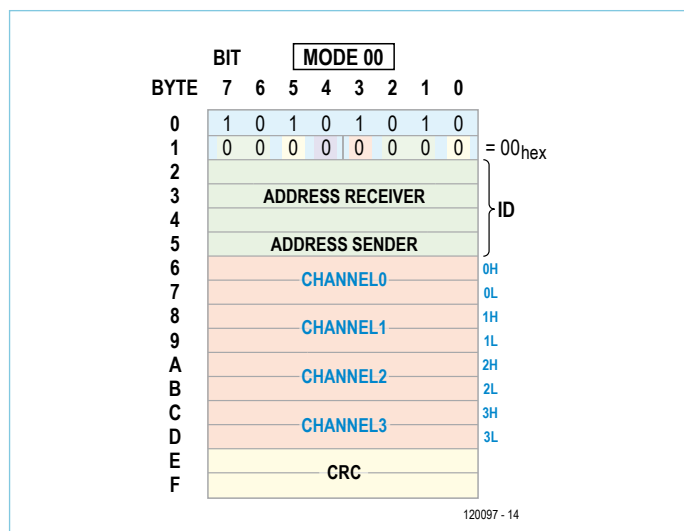 BIT MODE 00
BYTE 7 6 5 4 3 2 1 0
0 1 0 1 0 1 0 1 0
1 0 0 0 0 0 0 0 0 = 00hex
2
3 ADDRESS RECEIVER
4
ID
5 ADDRESS SENDER
6 0H
CHANNEL0
7 0L
8 1H
CHANNEL1
9 1L
A 2H
CHANNEL2
B 2L
C 3H
CHANNEL3
D 3L
E
CRC
F
120097 - 14